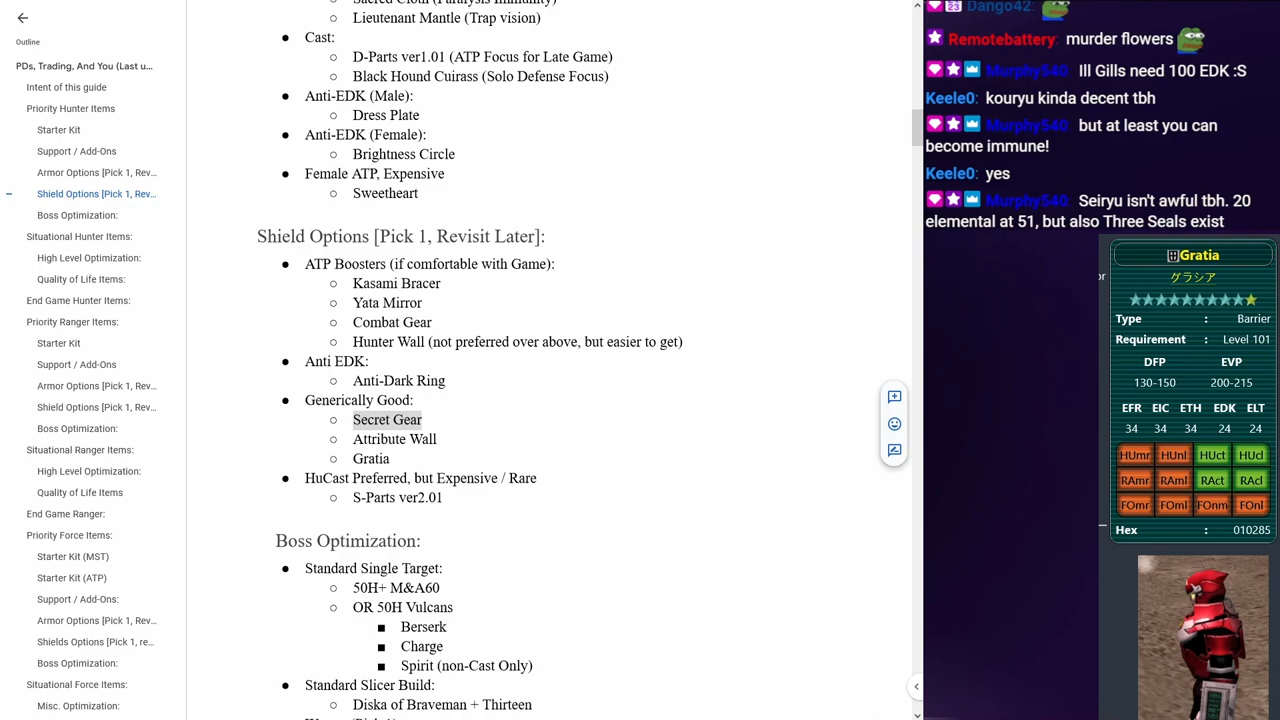 Outline
PDs, Trading, And You (Last u...
Intent of this guide
Priority Hunter Items
Starter Kit
Support / Add-Ons
Armor Options [Pick 1, Rev...
Shield Options [Pick 1, Rev...
Boss Optimization:
Situational Hunter Items:
High Level Optimization:
Quality of Life Items:
End Game Hunter Items:
Priority Ranger Items:
Starter Kit
Support / Add-Ons:
Armor Options [Pick 1, Rev...
Shield Options [Pick 1, Rev...
Boss Optimization:
Situational Ranger Items:
High Level Optimization:
Quality of Life Items
End Game Ranger:
Priority Force Items:
Starter Kit (MST)
Starter Kit (ATP)
Support / Add-Ons:
Armor Options [Pick 1, Rev...
Shields Options [Pick 1, re...
Boss Optimization:
Situational Force Items:
Misc. Optimization:
Sacred Cloth (Paralysis Immunity)
Lieutenant Mantle (Trap vision)
Cast:
D-Parts ver1.01 (ATP Focus for Late Game)
Black Hound Cuirass (Solo Defense Focus)
Anti-EDK (Male):
Dress Plate
Anti-EDK (Female):
Brightness Circle
Female ATP, Expensive
Sweetheart
Shield Options [Pick 1, Revisit Later]:
ATP Boosters (if comfortable with Game):
Kasami Bracer
Yata Mirror
Combat Gear
Hunter Wall (not preferred over above, but easier to get)
Anti EDK:
Anti-Dark Ring
Generically Good:
Secret Gear
Attribute Wall
Gratia
HuCast Preferred, but Expensive / Rare
S-Parts ver2.01
Boss Optimization:
Standard Single Target:
50H+ M&A60
OR 50H Vulcans
Berserk
Charge
Spirit (non-Cast Only)
Standard Slicer Build:
Diska of Braveman + Thirteen
23 Dango42:
Remotebattery: murder flowers
Murphy540: Ill Gills need 100 EDK :S
Keele0: kouryu kinda decent tbh
Murphy540: but at least you can
become immune!
Keele0: yes
Murphy540: Seiryu isn't awful tbh. 20
elemental at 51, but also Three Seals exist
or
Gratia
グラシア
Type : Barrier
Requirement : Level 101
DFP EVP
130-150 200-215
EFR EIC ETH EDK ELT
34 34 34 24 24
HUmr HUnl HUct HUcl
RAmr RAml RAct RAcl
FOmr FOml FOnm FOnl
Hex : 010285